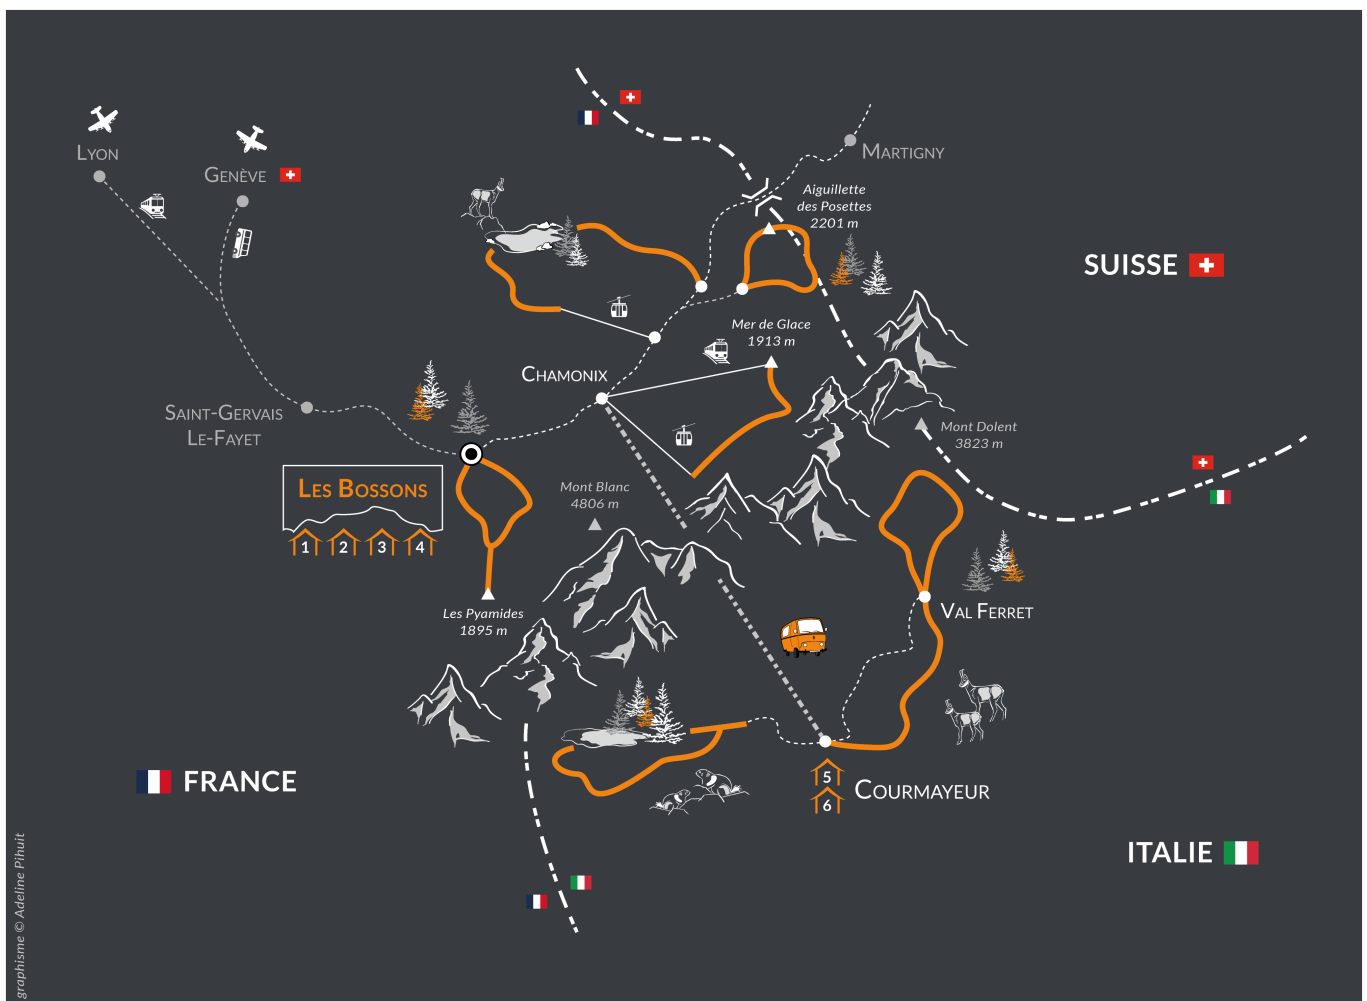 LYON
GENÈVE
MARTIGNY
Aiguillette
des Posettes
2201 m
SUISSE
Mer de Glace
1913 m
CHAMONIX
SAINT-GERVAIS
LE-FAYET
Mont Dolent
3823 m
LES BOSSONS
1 2 3 4
Mont Blanc
4806 m
Les Pyamides
1895 m
VAL FERRET
FRANCE
5
6
COURMAYEUR
ITALIE
graphisme © Adeline Pihuit